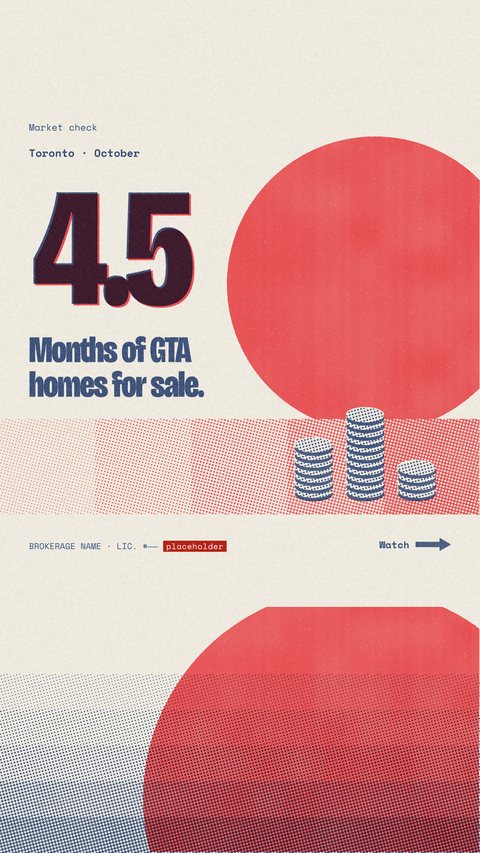 Market check
Toronto · October
4.5
Months of GTA
homes for sale.
BROKERAGE NAME · LIC. #—— placeholder
Watch